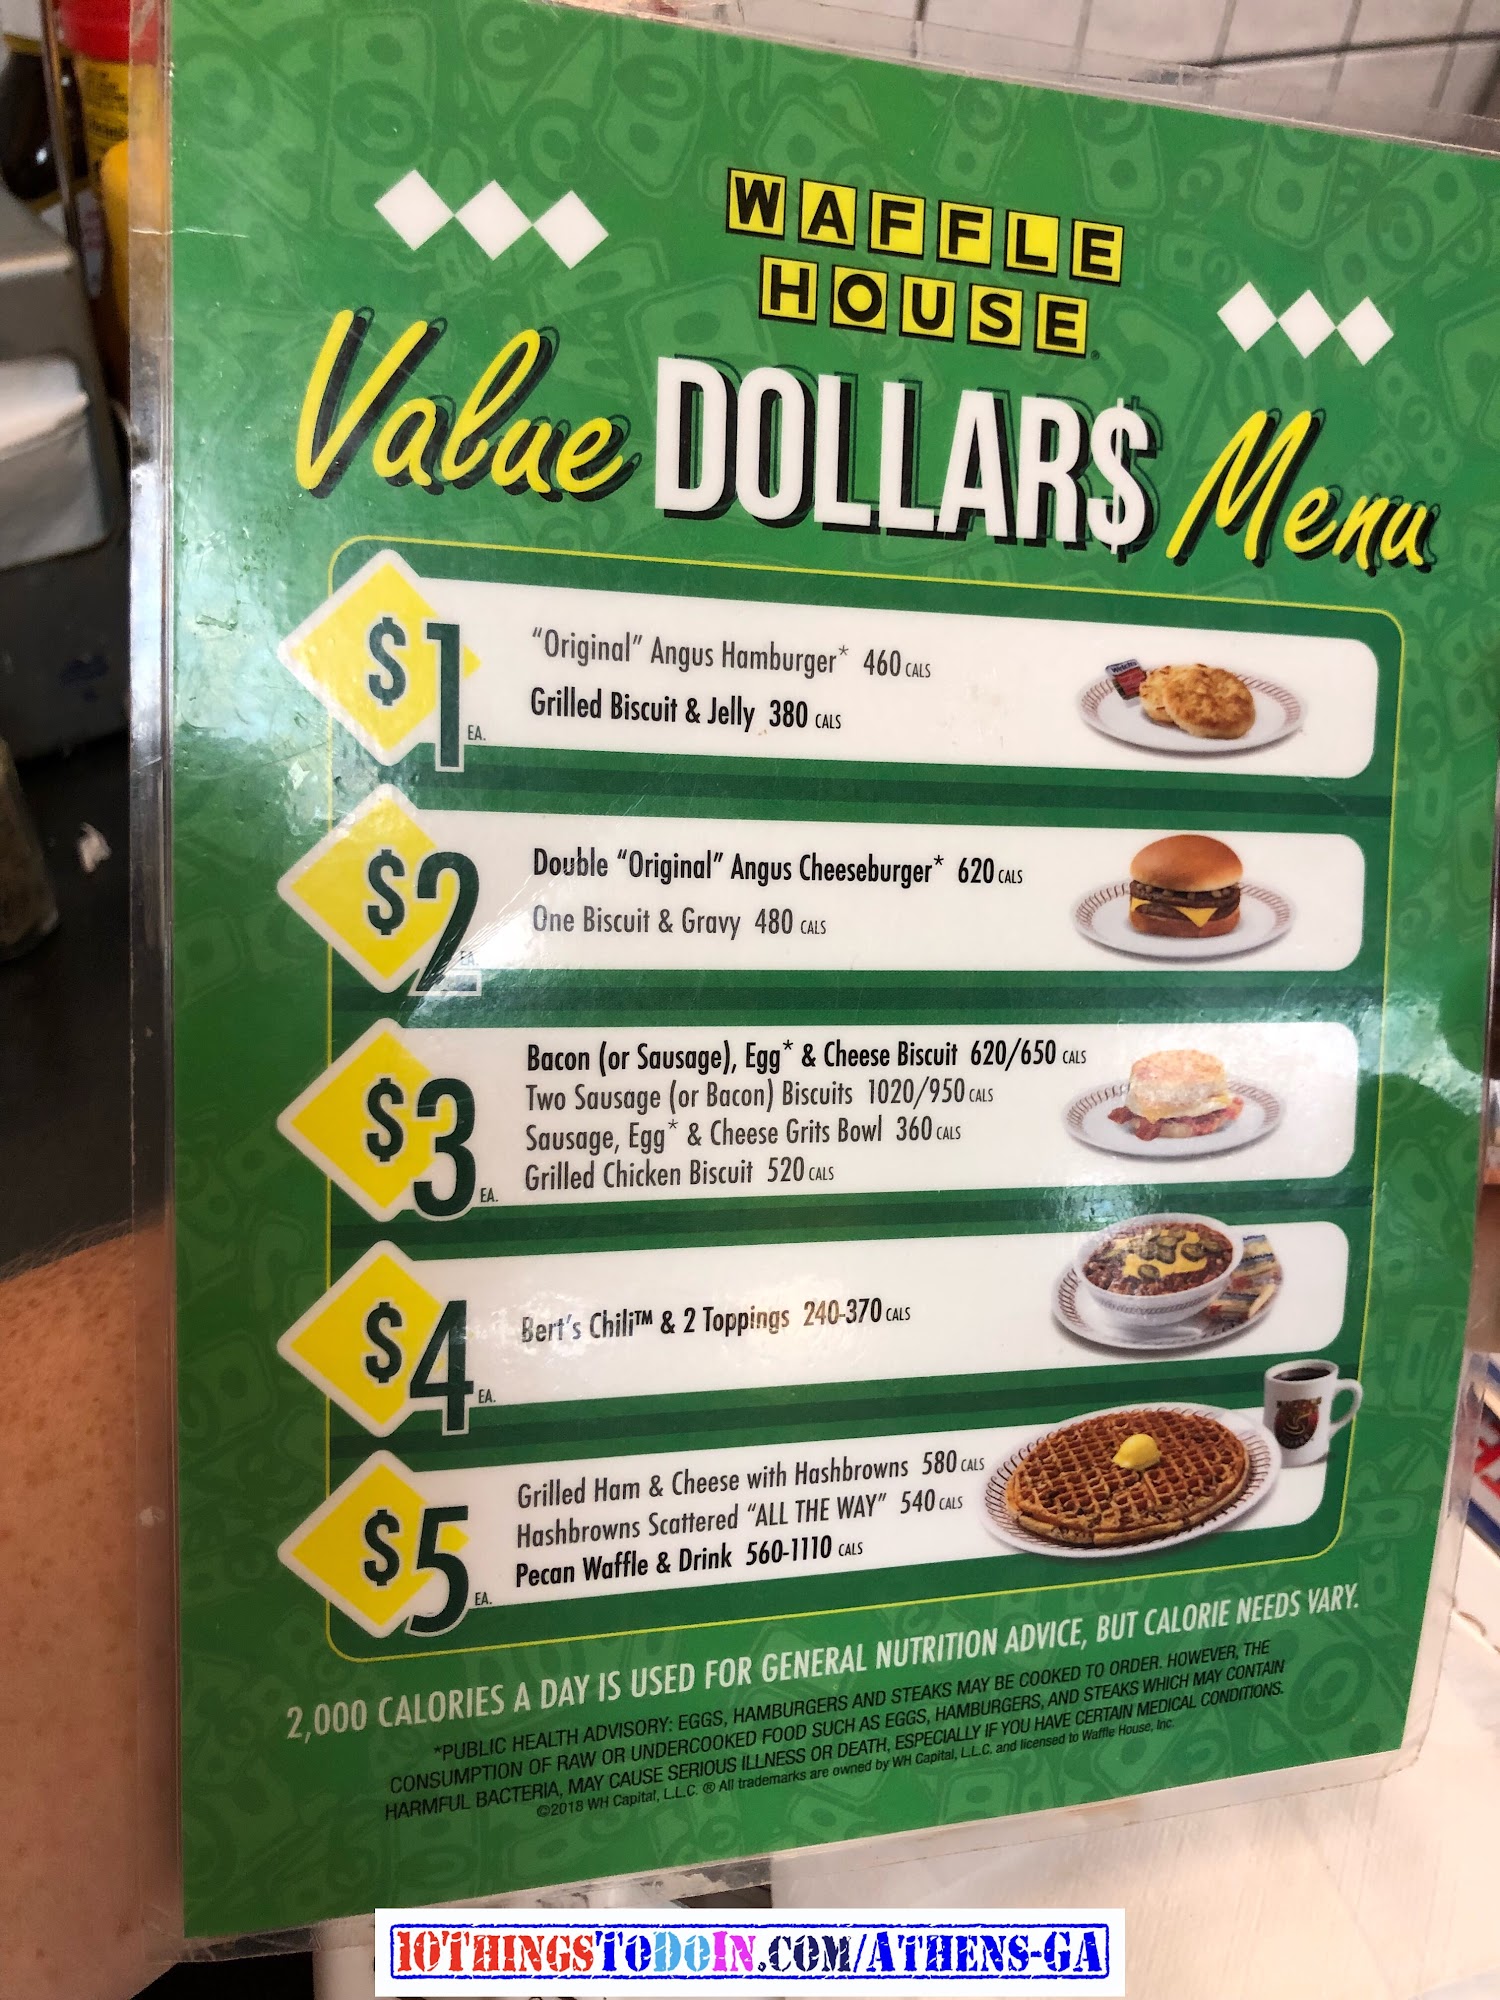 WAFFLE
HOUSE
Value DOLLAR$ Menu
$1 EA.
"Original" Angus Hamburger* 460 CALS
Grilled Biscuit & Jelly 380 CALS
$2 EA.
Double "Original" Angus Cheeseburger* 620 CALS
One Biscuit & Gravy 480 CALS
$3 EA.
Bacon (or Sausage), Egg* & Cheese Biscuit 620/650 CALS
Two Sausage (or Bacon) Biscuits 1020/950 CALS
Sausage, Egg* & Cheese Grits Bowl 360 CALS
Grilled Chicken Biscuit 520 CALS
$4 EA.
Bert's Chili™ & 2 Toppings 240-370 CALS
$5 EA.
Grilled Ham & Cheese with Hashbrowns 580 CALS
Hashbrowns Scattered "ALL THE WAY" 540 CALS
Pecan Waffle & Drink 560-1110 CALS
2,000 CALORIES A DAY IS USED FOR GENERAL NUTRITION ADVICE, BUT CALORIE NEEDS VARY.
*PUBLIC HEALTH ADVISORY: EGGS, HAMBURGERS AND STEAKS MAY BE COOKED TO ORDER. HOWEVER, THE
CONSUMPTION OF RAW OR UNDERCOOKED FOOD SUCH AS EGGS, HAMBURGERS, AND STEAKS WHICH MAY CONTAIN
HARMFUL BACTERIA, MAY CAUSE SERIOUS ILLNESS OR DEATH, ESPECIALLY IF YOU HAVE CERTAIN MEDICAL CONDITIONS.
©2018 WH Capital, L.L.C. ® All trademarks are owned by WH Capital, L.L.C. and licensed to Waffle House, Inc.
10THINGSTODOIN.COM/ATHENS-GA